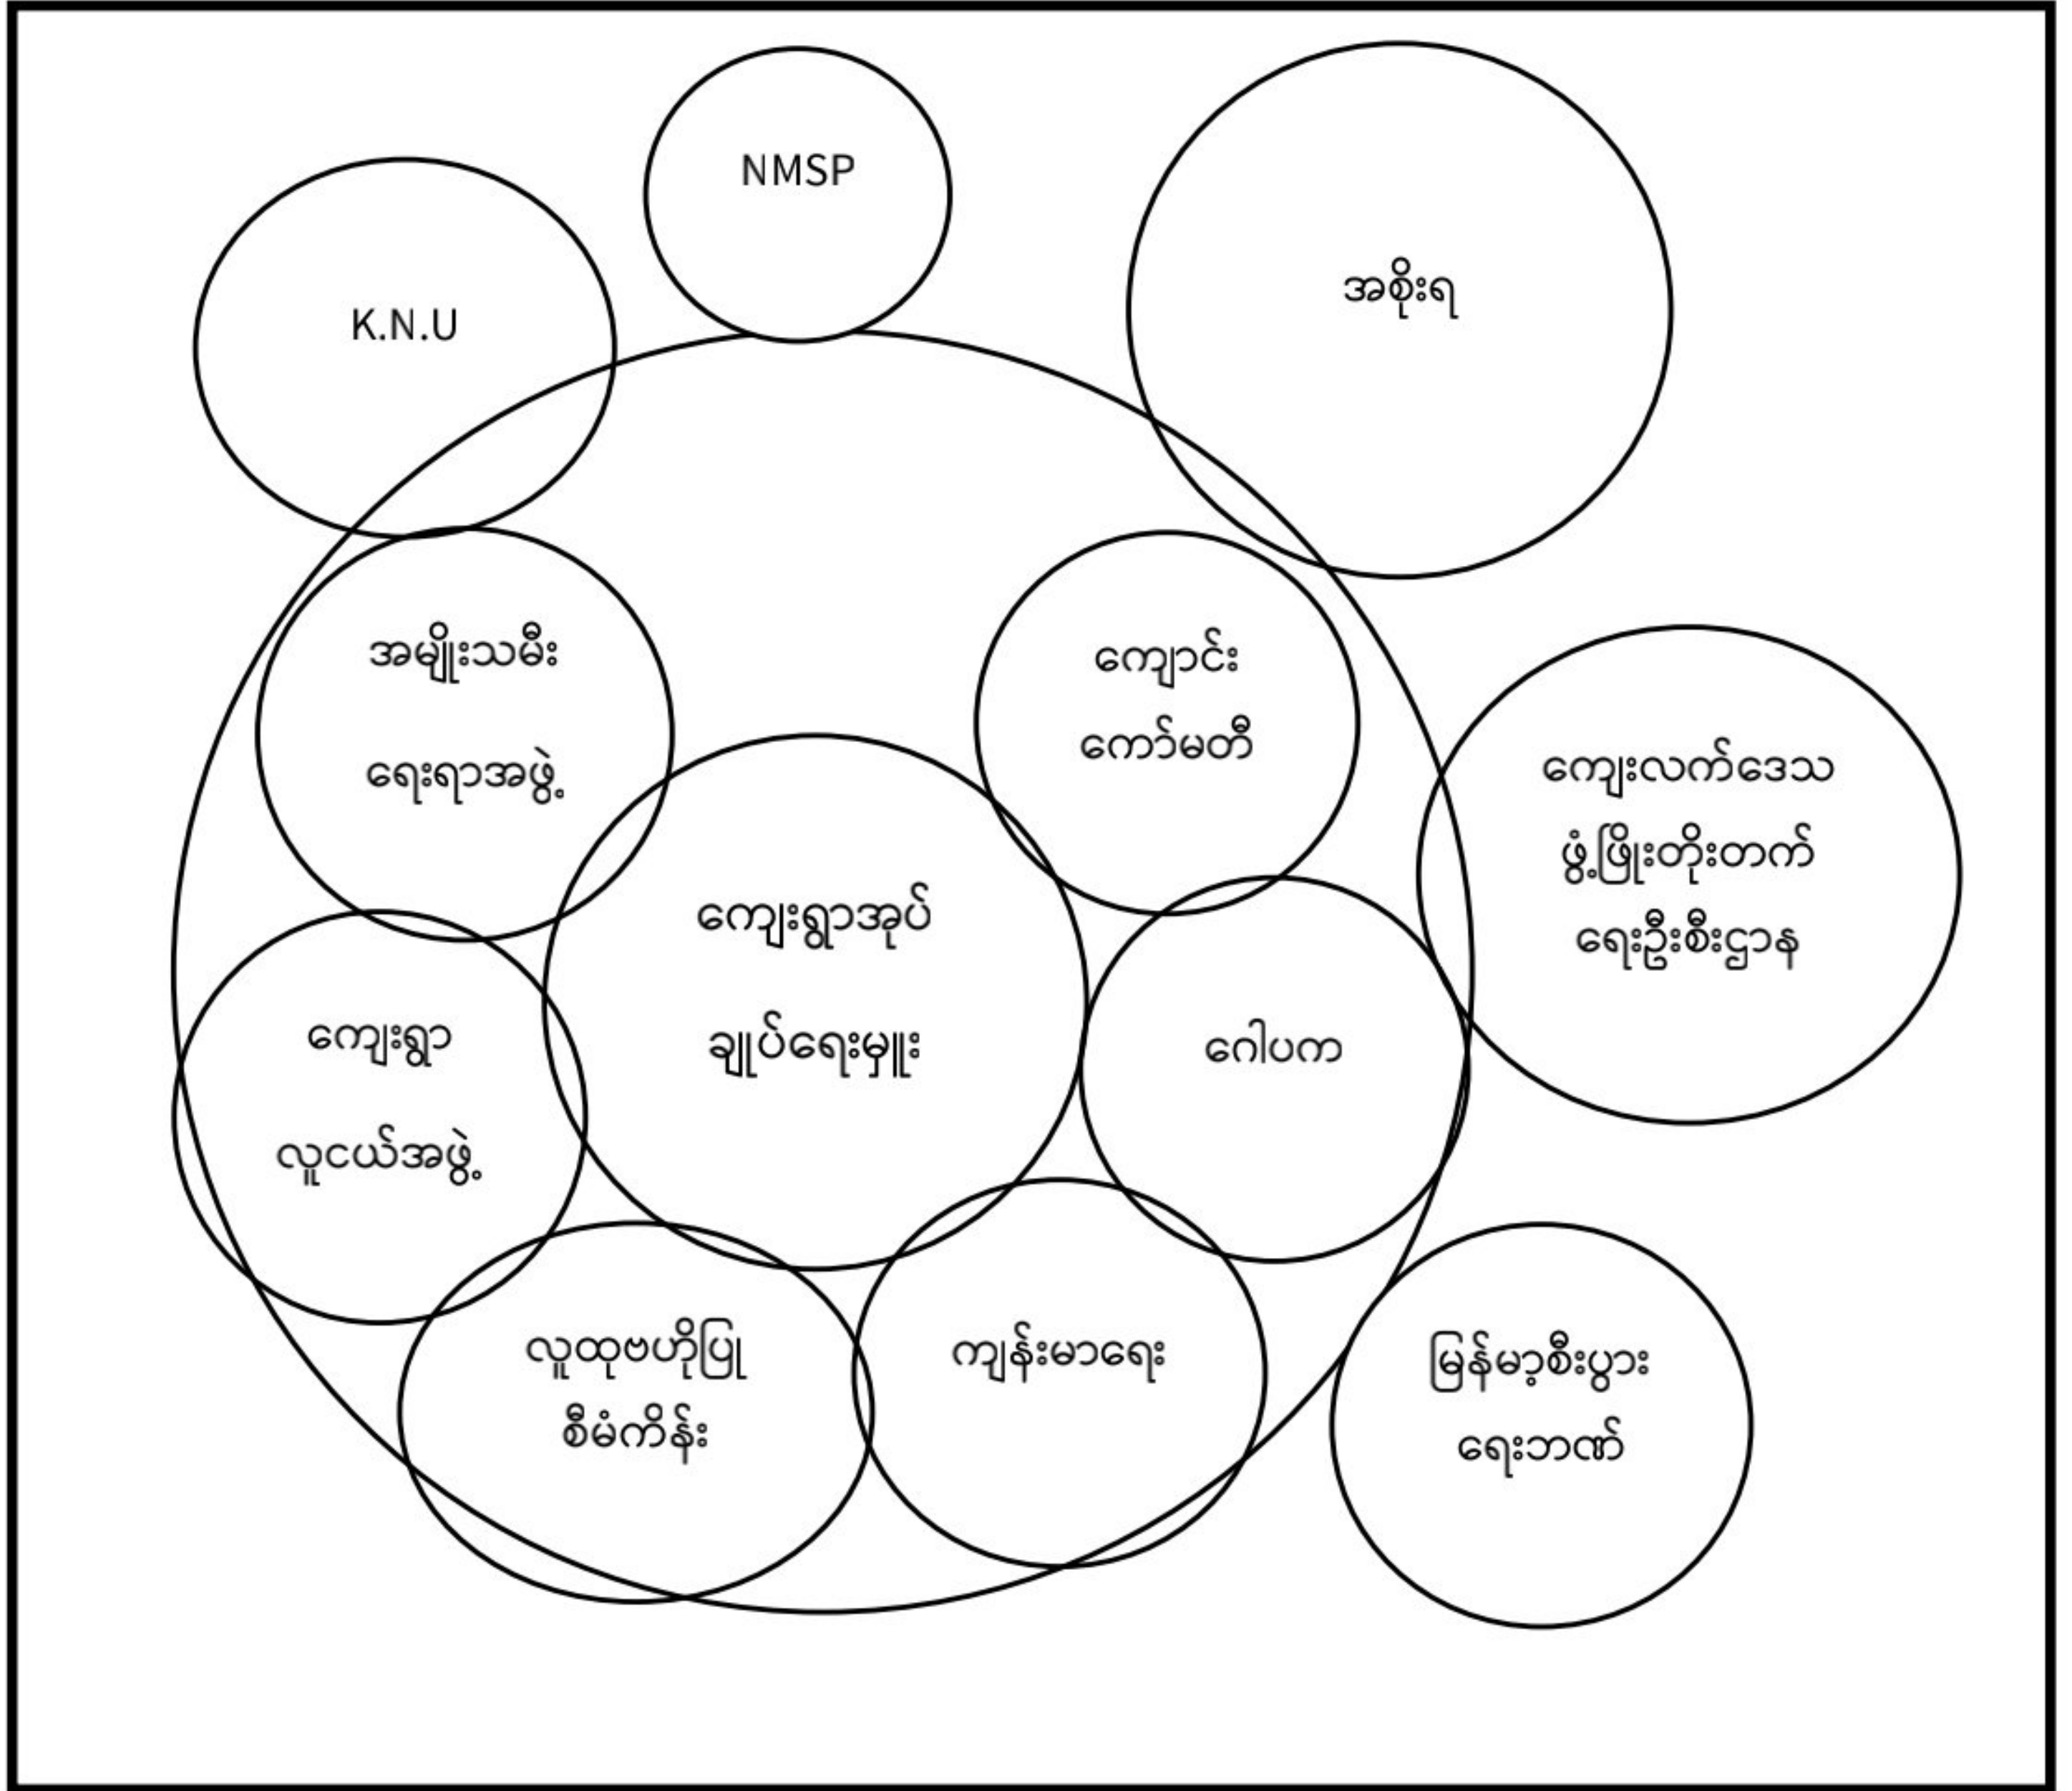 NMSP
K.N.U
အစိုးရ
အမျိုးသမီး
ရေးရာအဖွဲ့
ကျောင်း
ကော်မတီ
ကျေးလက်ဒေသ
ဖွံ့ဖြိုးတိုးတက်
ရေးဦးစီးဌာန
ကျေးရွာအုပ်
ချုပ်ရေးမှူး
ကျေးရွာ
လူငယ်အဖွဲ့
ဂေါပက
လူထုဗဟိုပြု
စီမံကိန်း
ကျန်းမာရေး
မြန်မာ့စီးပွား
ရေးဘဏ်